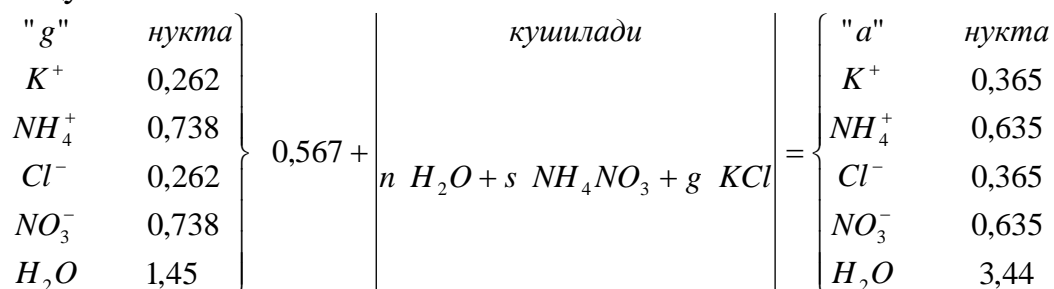 "g" нукта кушилади "a" нукта
K⁺ 0,262 K⁺ 0,365
NH₄⁺ 0,738 NH₄⁺ 0,635
0,567 + n H₂O + s NH₄NO₃ + g KCl =
Cl⁻ 0,262 Cl⁻ 0,365
NO₃⁻ 0,738 NO₃⁻ 0,635
H₂O 1,45 H₂O 3,44